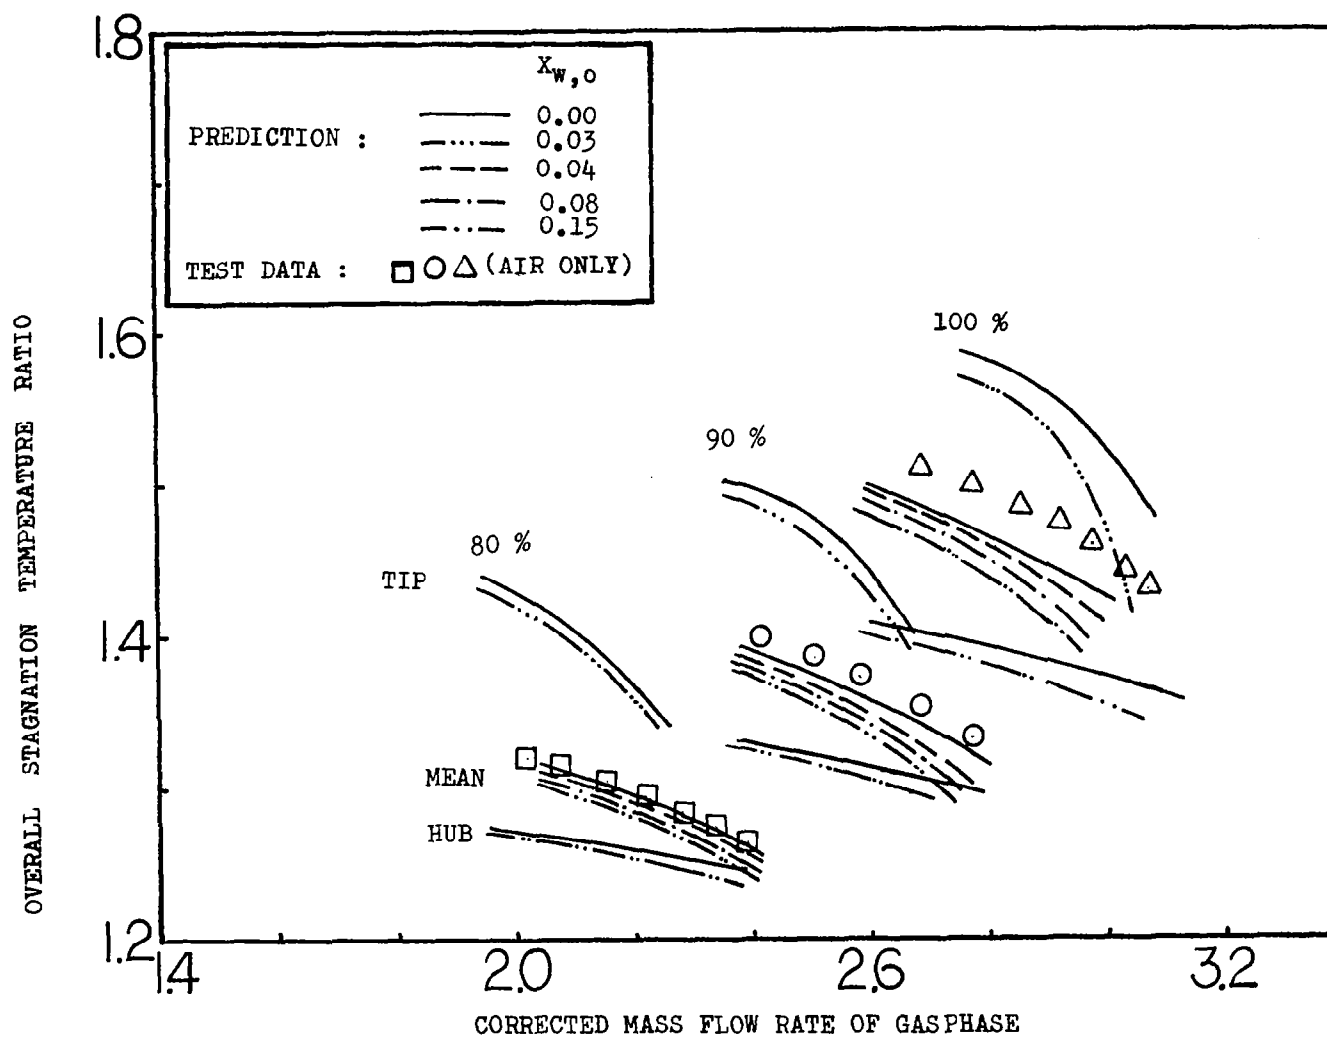 1.8
X w,o
PREDICTION :
0.00
0.03
0.04
0.08
0.15
TEST DATA : (AIR ONLY)
OVERALL STAGNATION TEMPERATURE RATIO
1.6
100 %
90 %
80 %
TIP
1.4
MEAN
HUB
1.2
1.4
2.0
2.6
3.2
CORRECTED MASS FLOW RATE OF GASPHASE